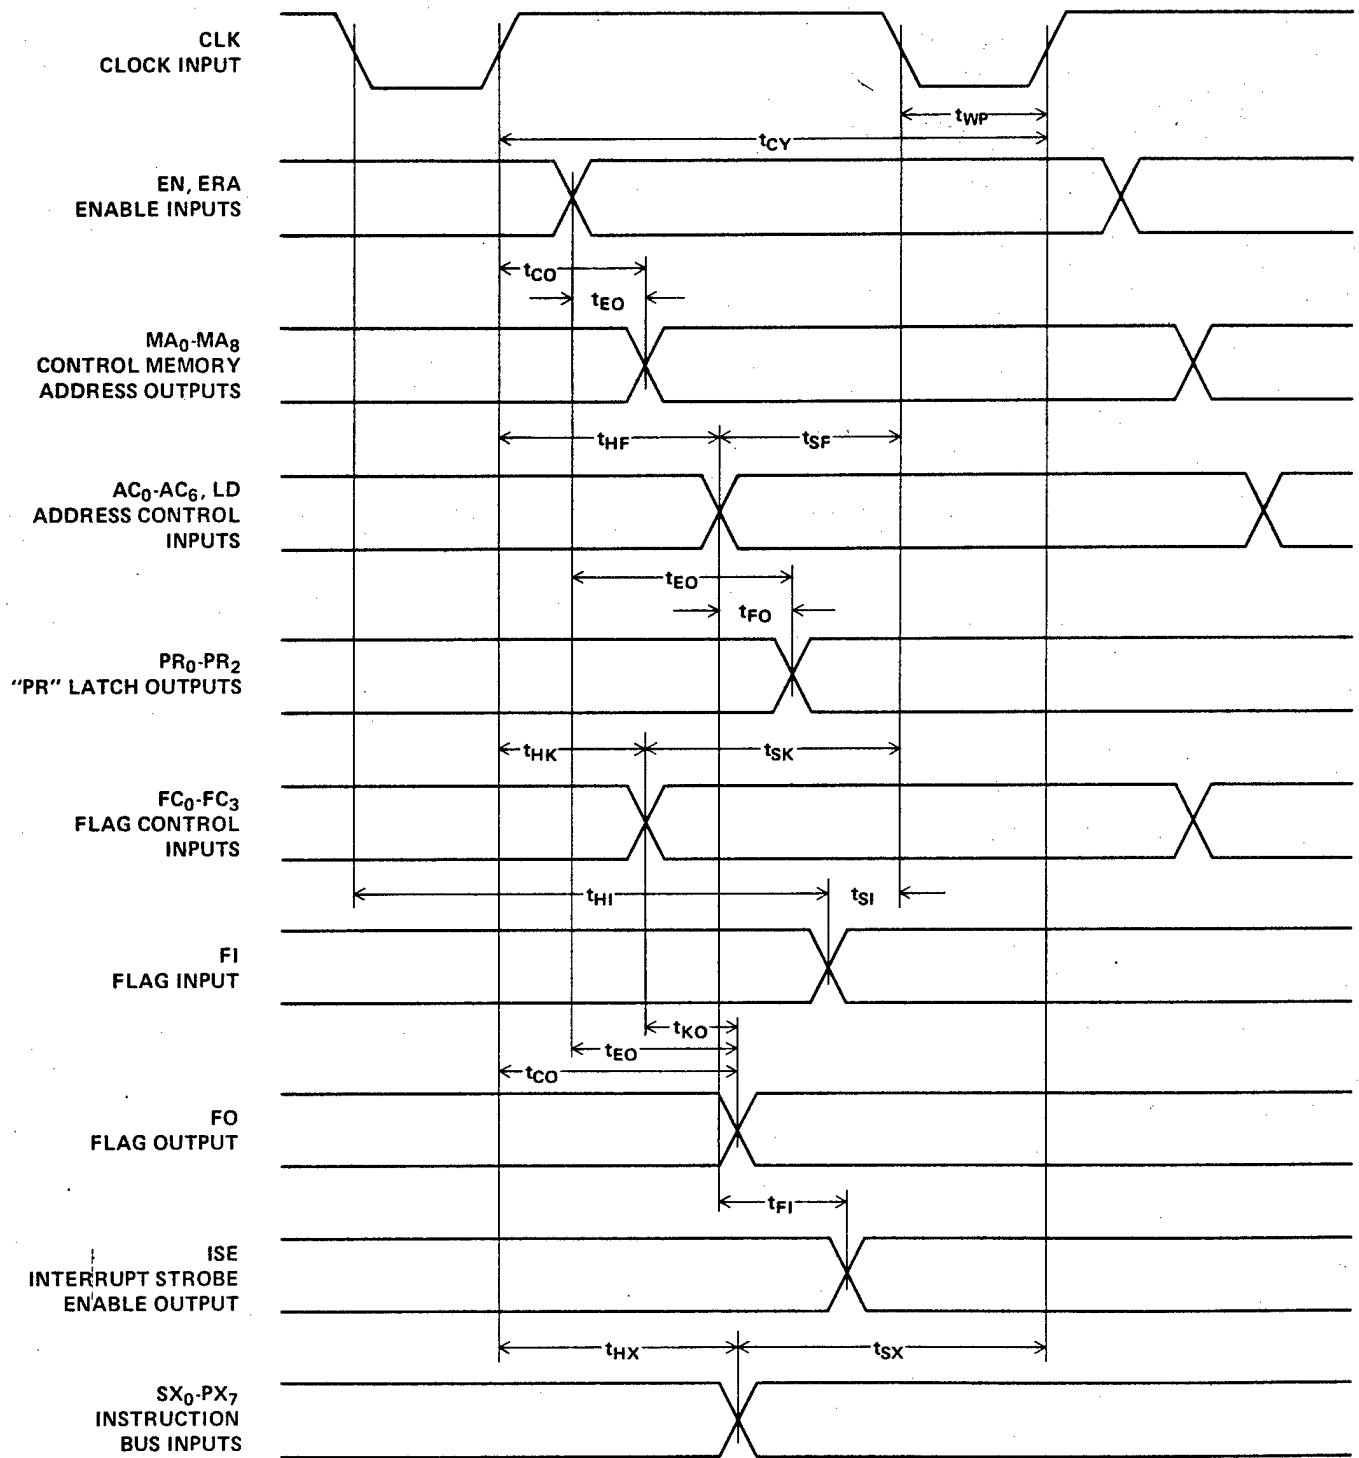 CLK
CLOCK INPUT
tWP
tCY
EN, ERA
ENABLE INPUTS
tCO
tEO
MA0-MA8
CONTROL MEMORY
ADDRESS OUTPUTS
tHF
tSF
AC0-AC6, LD
ADDRESS CONTROL
INPUTS
tEO
tFO
PR0-PR2
"PR" LATCH OUTPUTS
tHK
tSK
FC0-FC3
FLAG CONTROL
INPUTS
tHI
tSI
FI
FLAG INPUT
tKO
tEO
tCO
FO
FLAG OUTPUT
tFI
ISE
INTERRUPT STROBE
ENABLE OUTPUT
tHX
tSX
SX0-PX7
INSTRUCTION
BUS INPUTS